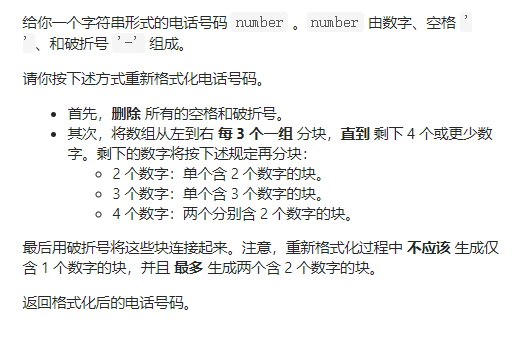 给你一个字符串形式的电话号码 number 。number 由数字、空格 '
'、和破折号 '-' 组成。
请你按下述方式重新格式化电话号码。
• 首先，删除 所有的空格和破折号。
• 其次，将数组从左到右 每 3 个一组 分块，直到 剩下 4 个或更少数
字。剩下的数字将按下述规定再分块：
◦ 2 个数字：单个含 2 个数字的块。
◦ 3 个数字：单个含 3 个数字的块。
◦ 4 个数字：两个分别含 2 个数字的块。
最后用破折号将这些块连接起来。注意，重新格式化过程中 不应该 生成仅
含 1 个数字的块，并且 最多 生成两个含 2 个数字的块。
返回格式化后的电话号码。